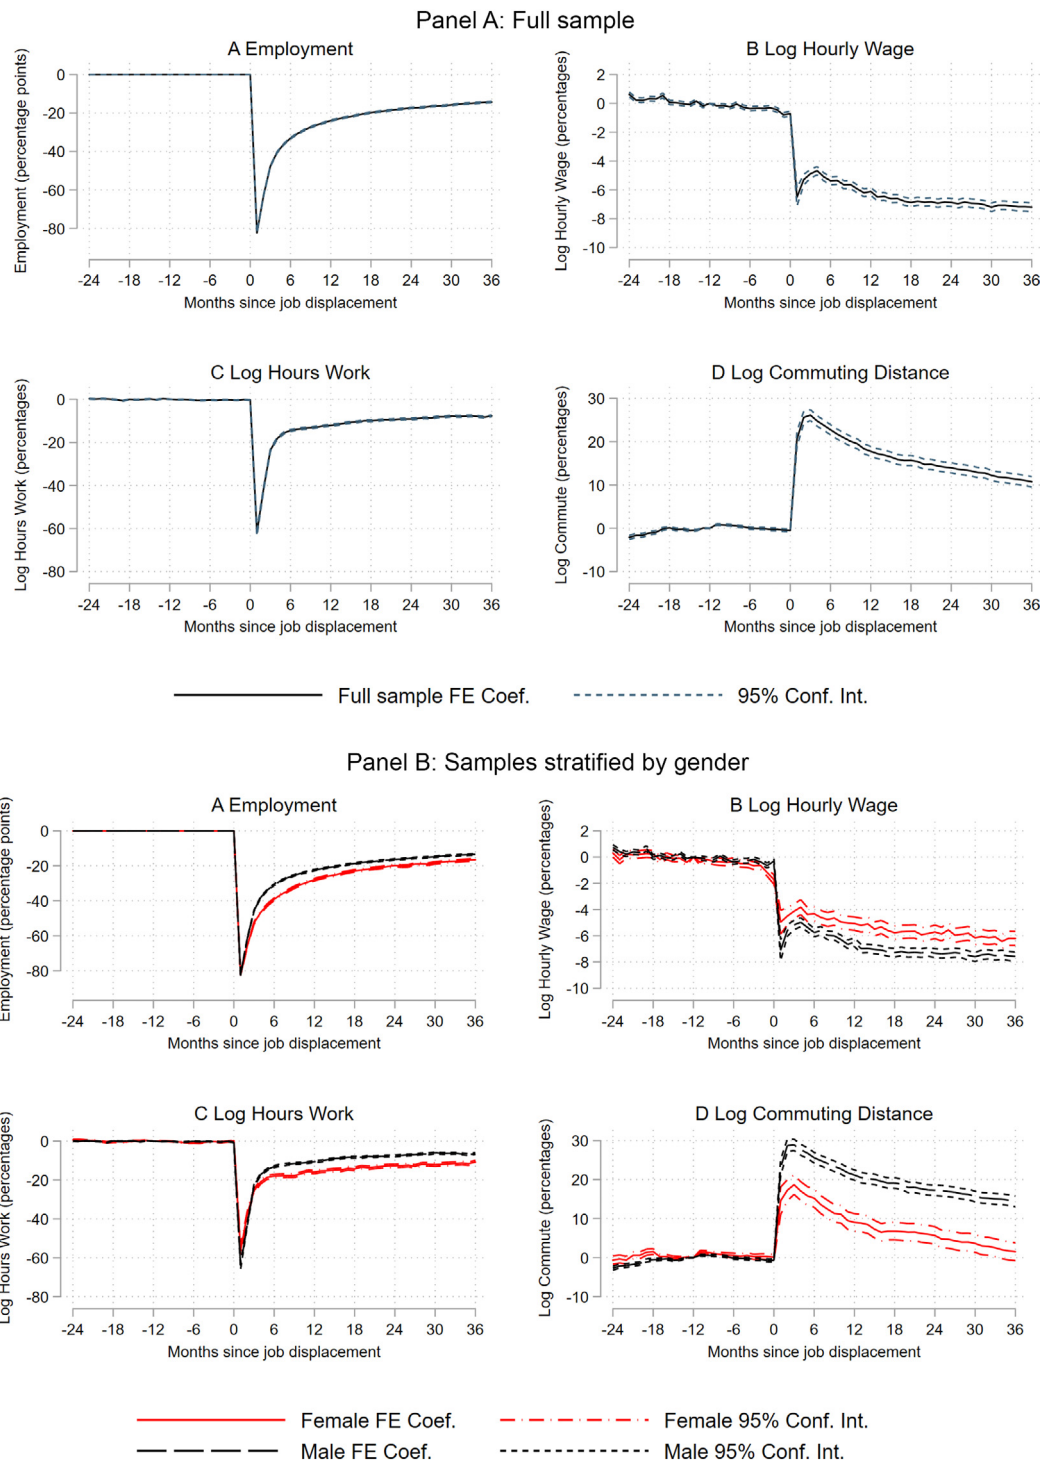 Panel A: Full sample
A Employment
Employment (percentage points)
0
-20
-40
-60
-80
-24 -18 -12 -6 0 6 12 18 24 30 36
Months since job displacement
B Log Hourly Wage
Log Hourly Wage (percentages)
2
0
-2
-4
-6
-8
-10
-24 -18 -12 -6 0 6 12 18 24 30 36
Months since job displacement
C Log Hours Work
Log Hours Work (percentages)
0
-20
-40
-60
-80
-24 -18 -12 -6 0 6 12 18 24 30 36
Months since job displacement
D Log Commuting Distance
Log Commute (percentages)
30
20
10
0
-10
-24 -18 -12 -6 0 6 12 18 24 30 36
Months since job displacement
Full sample FE Coef. 95% Conf. Int.
Panel B: Samples stratified by gender
A Employment
Employment (percentage points)
0
-20
-40
-60
-80
-24 -18 -12 -6 0 6 12 18 24 30 36
Months since job displacement
B Log Hourly Wage
Log Hourly Wage (percentages)
2
0
-2
-4
-6
-8
-10
-24 -18 -12 -6 0 6 12 18 24 30 36
Months since job displacement
C Log Hours Work
Log Hours Work (percentages)
0
-20
-40
-60
-80
-24 -18 -12 -6 0 6 12 18 24 30 36
Months since job displacement
D Log Commuting Distance
Log Commute (percentages)
30
20
10
0
-10
-24 -18 -12 -6 0 6 12 18 24 30 36
Months since job displacement
Female FE Coef. Female 95% Conf. Int.
Male FE Coef. Male 95% Conf. Int.